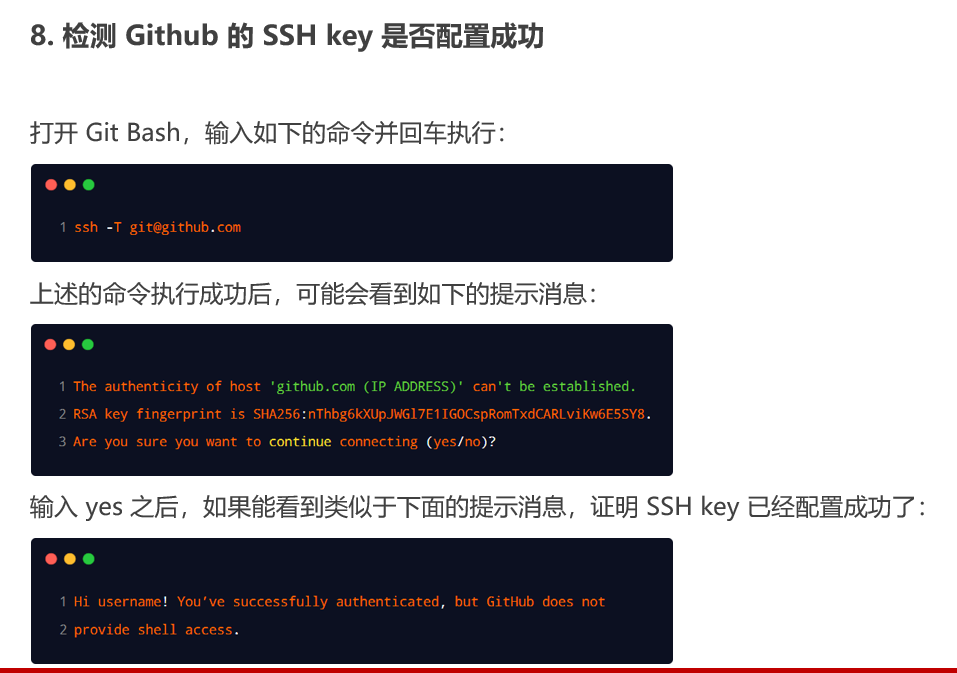 8. 检测 Github 的 SSH key 是否配置成功
打开 Git Bash，输入如下的命令并回车执行：
1 ssh -T git@github.com
上述的命令执行成功后，可能会看到如下的提示消息：
1 The authenticity of host 'github.com (IP ADDRESS)' can't be established.
2 RSA key fingerprint is SHA256:nThbg6kXUpJWGl7E1IGOCspRomTxdCARLviKw6E5SY8.
3 Are you sure you want to continue connecting (yes/no)?
输入 yes 之后，如果能看到类似于下面的提示消息，证明 SSH key 已经配置成功了：
1 Hi username! You’ve successfully authenticated, but GitHub does not
2 provide shell access.